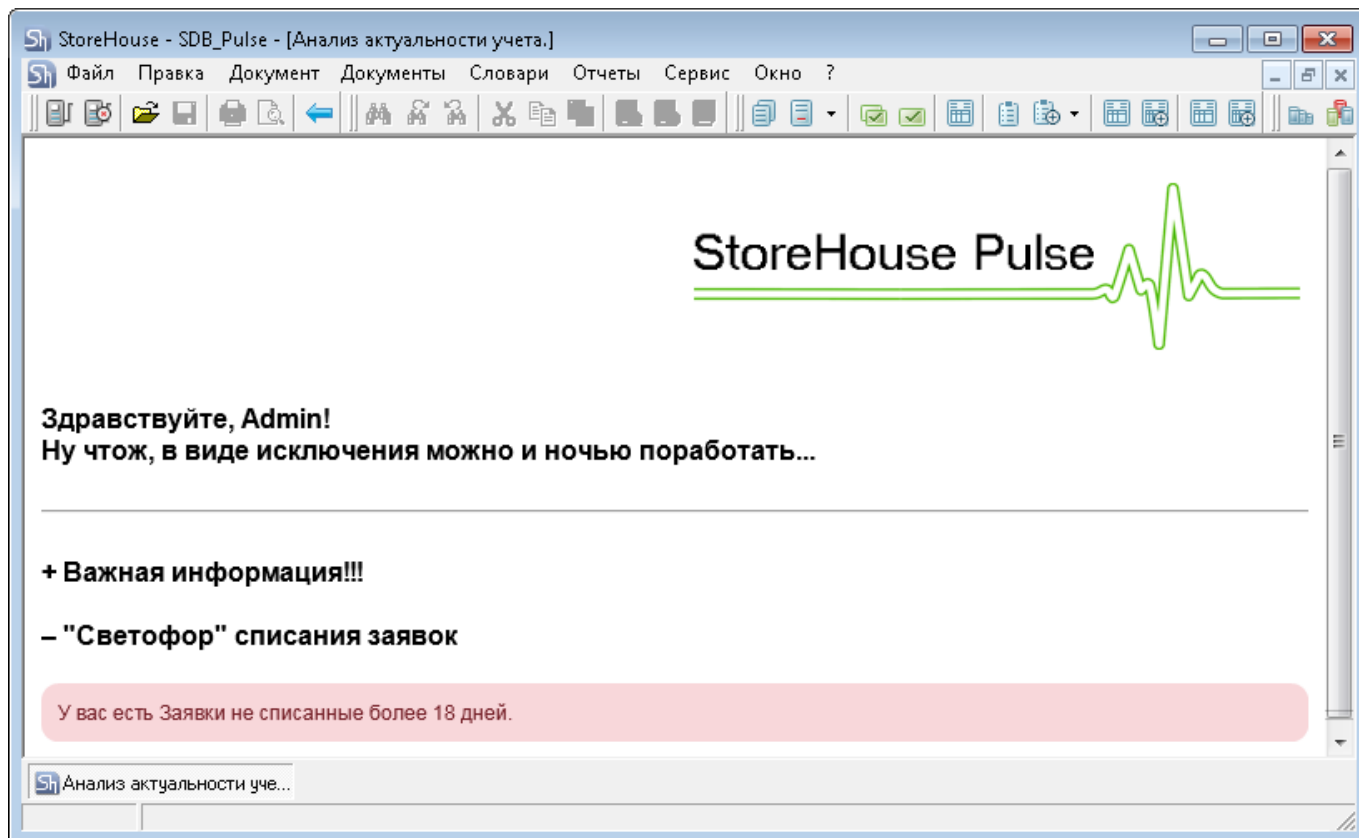 StoreHouse - SDB_Pulse - [Анализ актуальности учета.]
Файл Правка Документ Документы Словари Отчеты Сервис Окно ?
StoreHouse Pulse
Здравствуйте, Admin!
Ну чтож, в виде исключения можно и ночью поработать...
+ Важная информация!!!
– "Светофор" списания заявок
У вас есть Заявки не списанные более 18 дней.
Sh Анализ актуальности уче...